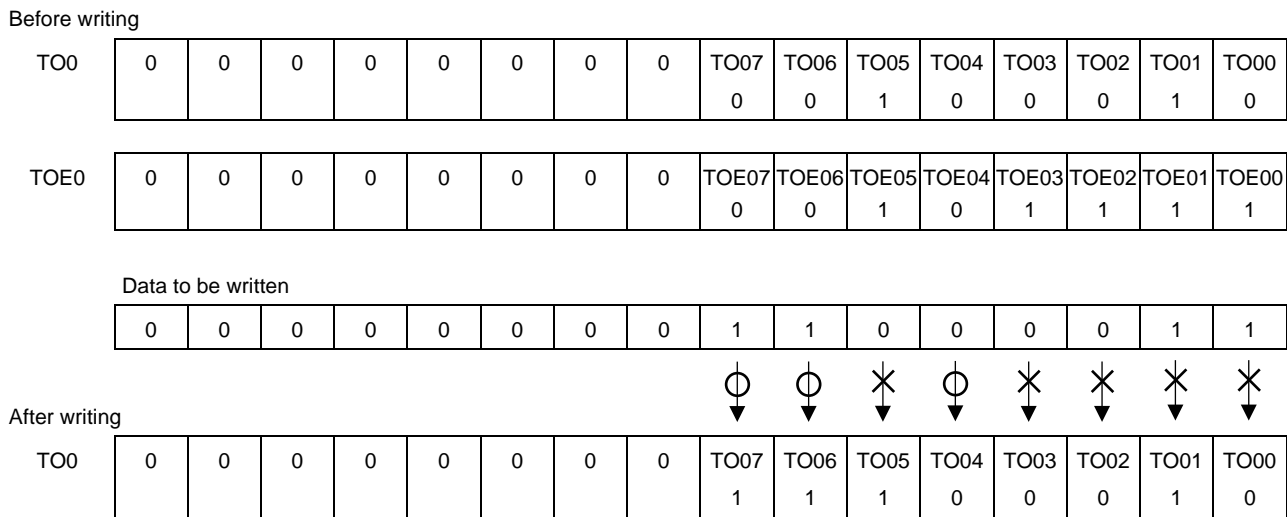 Before writing
TO0 0 0 0 0 0 0 0 0 TO07 TO06 TO05 TO04 TO03 TO02 TO01 TO00
0 0 1 0 0 0 1 0
TOE0 0 0 0 0 0 0 0 0 TOE07 TOE06 TOE05 TOE04 TOE03 TOE02 TOE01 TOE00
0 0 1 0 1 1 1 1
Data to be written
0 0 0 0 0 0 0 0 1 1 0 0 0 0 1 1
After writing
TO0 0 0 0 0 0 0 0 0 TO07 TO06 TO05 TO04 TO03 TO02 TO01 TO00
1 1 1 0 0 0 1 0